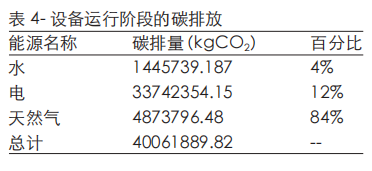 表 4- 设备运行阶段的碳排放
能源名称 碳排量(kgCO₂) 百分比
水 1445739.187 4%
电 33742354.15 12%
天然气 4873796.48 84%
总计 40061889.82 --